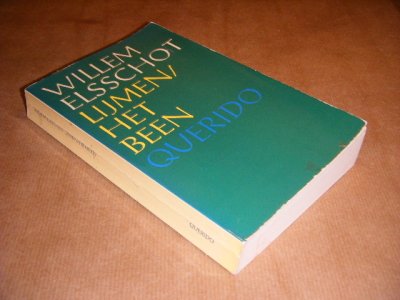 WILLEM
ELSSCHOT
LIJMEN/
HET
BEEN
QUERIDO
QUERIDO